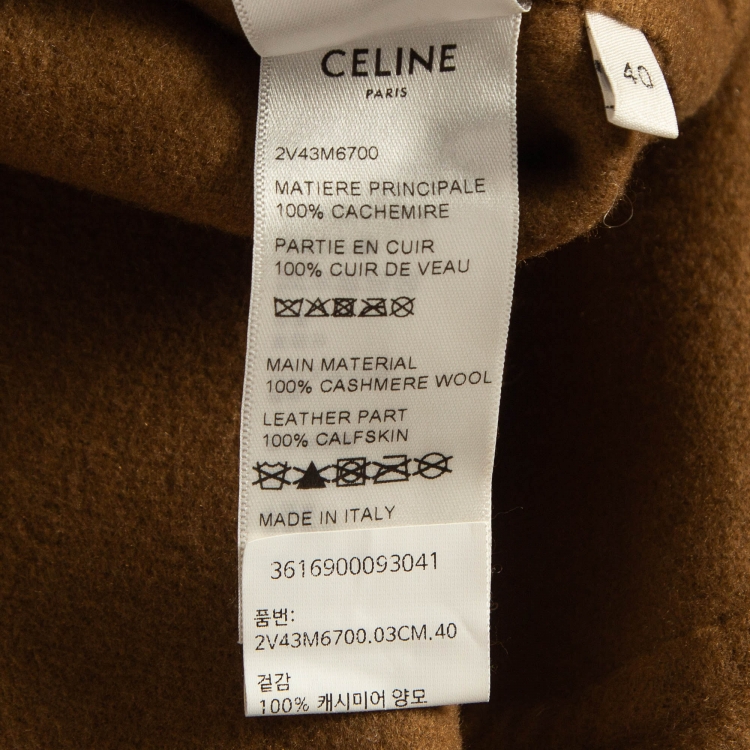 CELINE
PARIS
40
2V43M6700
MATIERE PRINCIPALE
100% CACHEMIRE
PARTIE EN CUIR
100% CUIR DE VEAU
MAIN MATERIAL
100% CASHMERE WOOL
LEATHER PART
100% CALFSKIN
MADE IN ITALY
3616900093041
품번:
2V43M6700.03CM.40
겉감
100% 캐시미어 양모